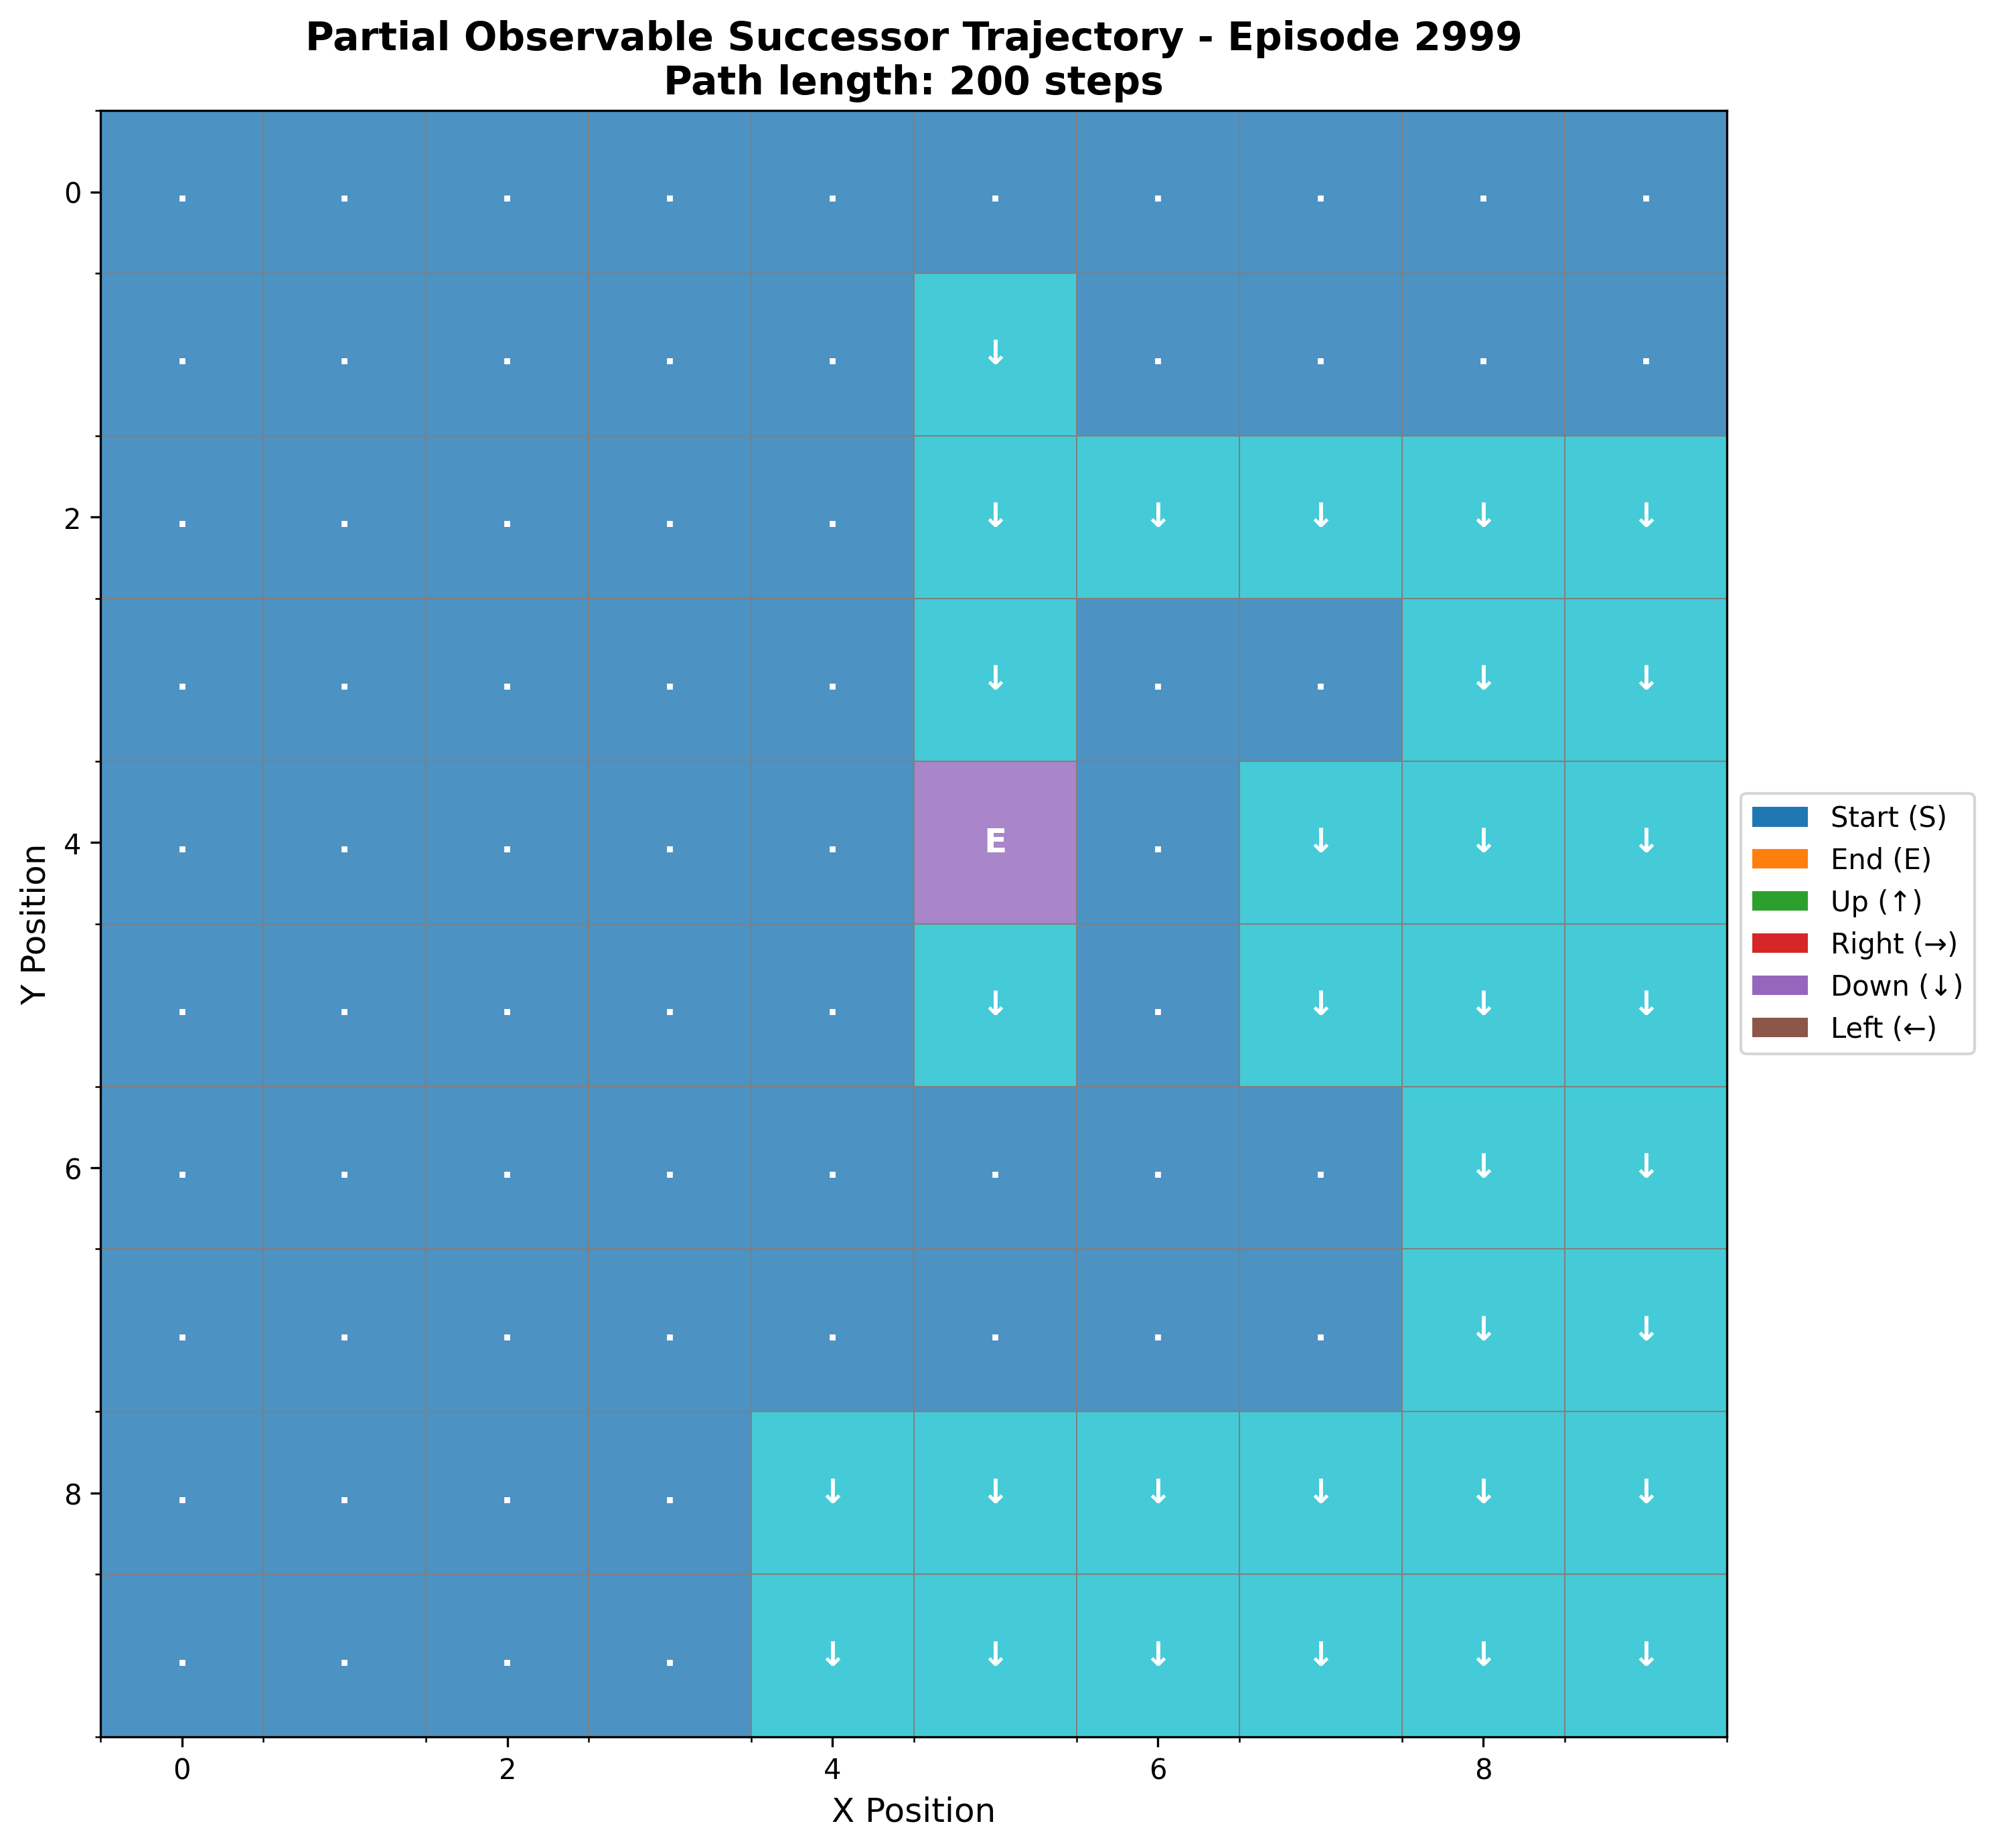 Partial Observable Successor Trajectory - Episode 2999
Path length: 200 steps
0 . . . . . . . . . .
. . . . . ↓ . . . .
2 . . . . . ↓ ↓ ↓ ↓ ↓
. . . . . ↓ . . ↓ ↓
4 . . . . . E . ↓ ↓ ↓
. . . . . ↓ . ↓ ↓ ↓
6 . . . . . . . . ↓ ↓
. . . . . . . . ↓ ↓
8 . . . . ↓ ↓ ↓ ↓ ↓ ↓
. . . . ↓ ↓ ↓ ↓ ↓ ↓
0 2 4 6 8
X Position
Y Position
Start (S)
End (E)
Up (↑)
Right (→)
Down (↓)
Left (←)